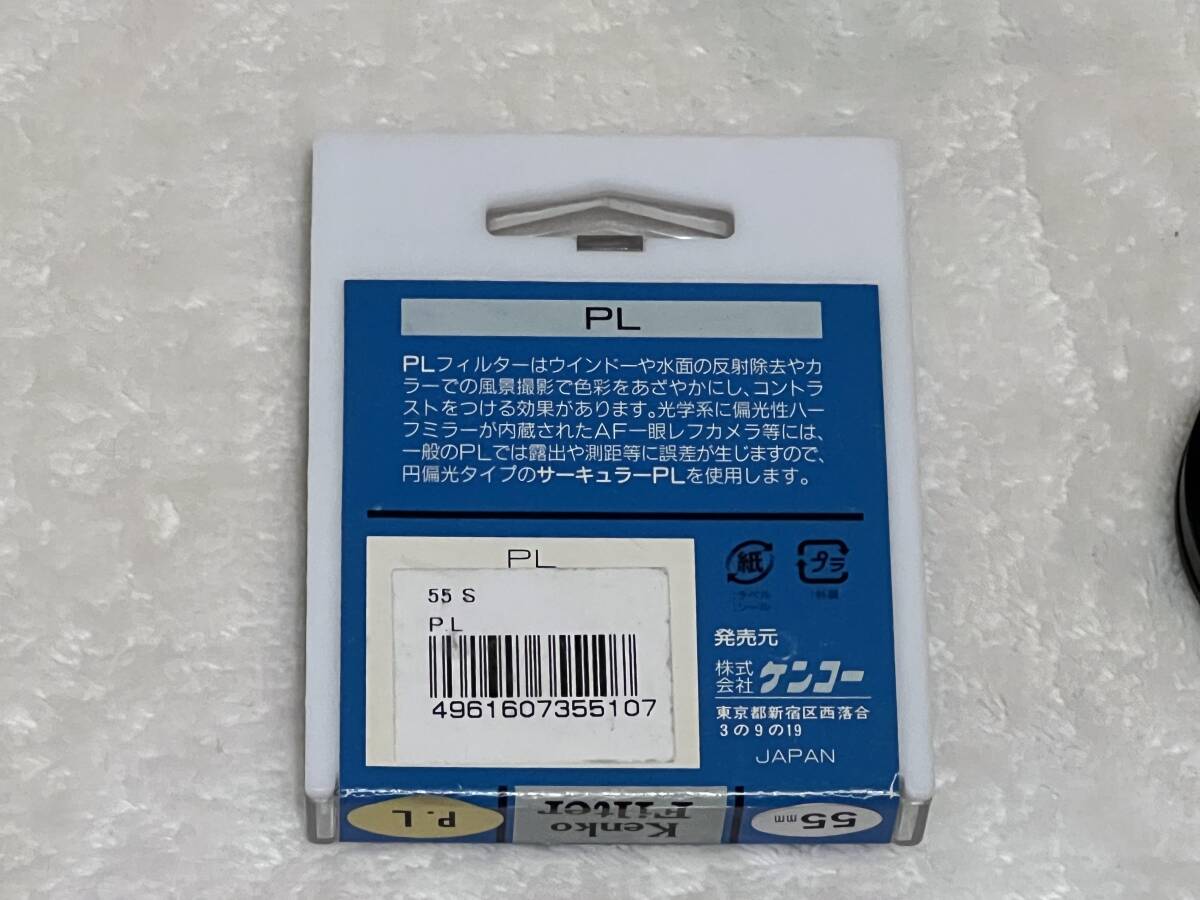 PL
PLフィルターはウインドーや水面の反射除去やカ
ラーでの風景撮影で色彩をあざやかにし、コントラ
ストをつける効果があります。光学系に偏光性ハー
フミラーが内蔵されたAF一眼レフカメラ等には、
一般のPLでは露出や測距等に誤差が生じますので、
円偏光タイプのサーキュラーPLを使用します。
PL
55 S
P.L
4961607355107
紙
プラ
:ラベル
シール
発売元
株式
会社 ケンコー
東京都新宿区西落合
3の9の19
JAPAN
P.L
Kenko
Filter
55mm